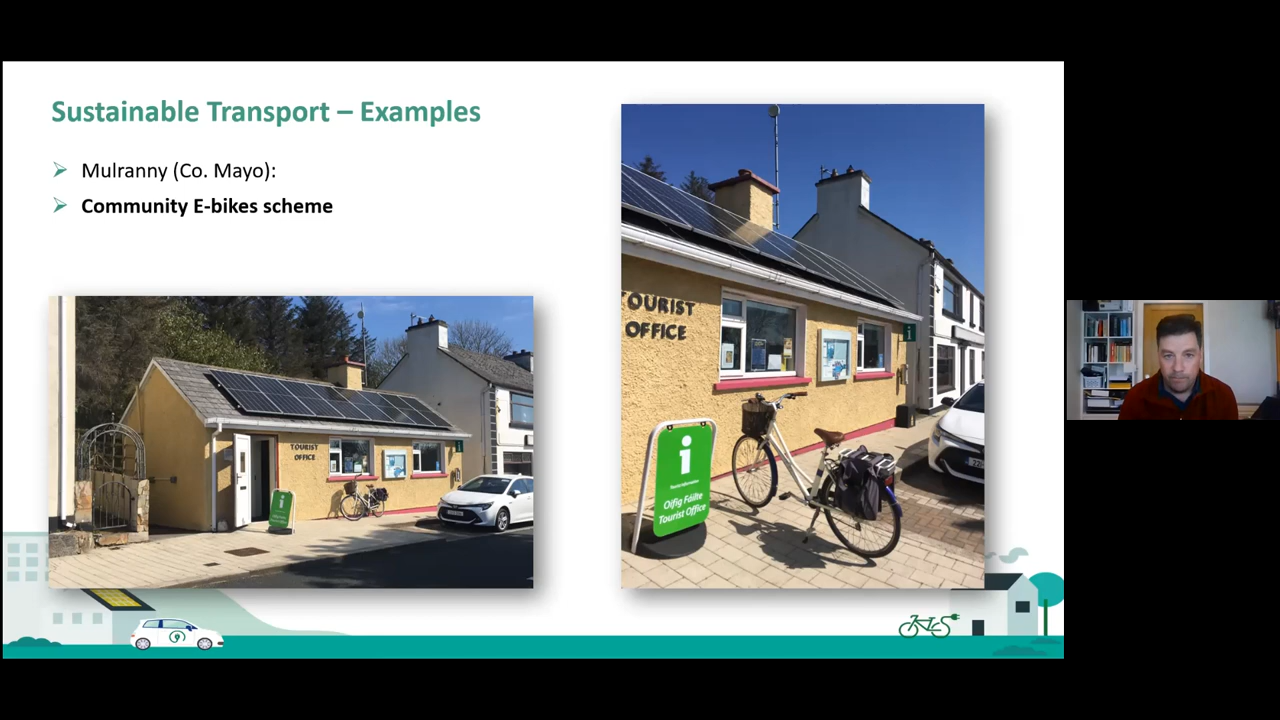 Sustainable Transport – Examples
Mulranny (Co. Mayo):
Community E-bikes scheme
TOURIST
OFFICE
i
TOURIST
OFFICE
i
i
Oifig Fáilte
Tourist Office